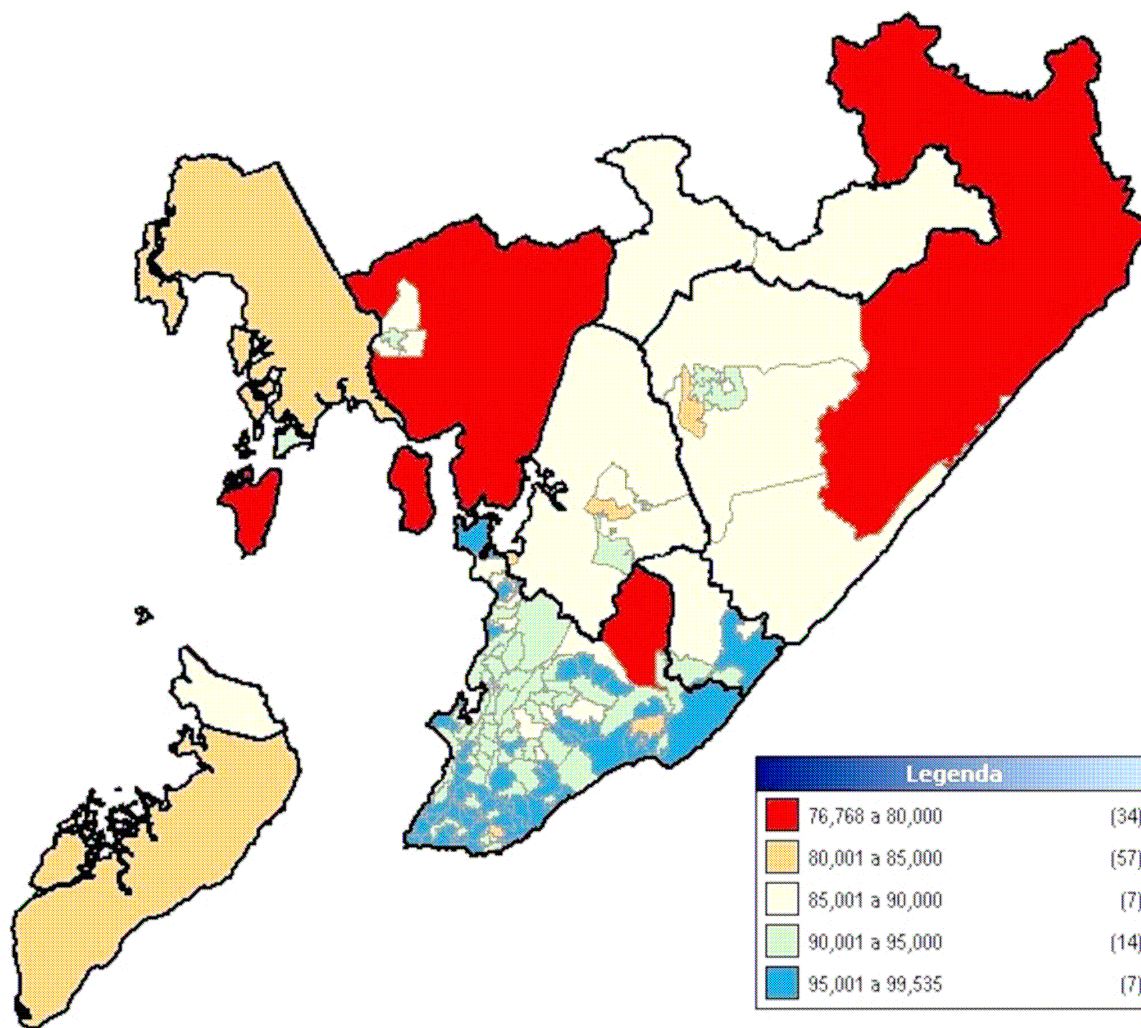 Legenda
76,768 a 80,000 (34)
80,001 a 85,000 (57)
85,001 a 90,000 (7)
90,001 a 95,000 (14)
95,001 a 99,535 (7)